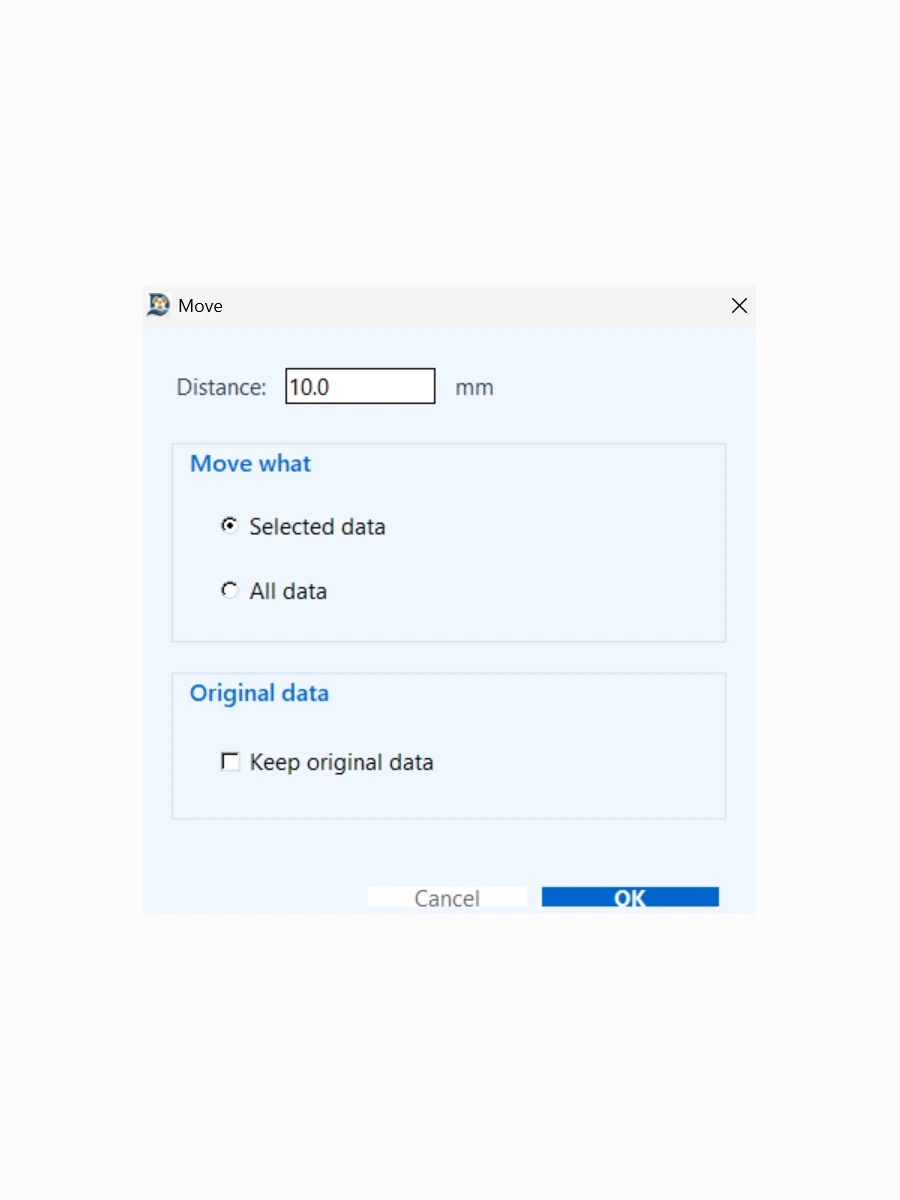 Move
Distance: 10.0 mm
Move what
Selected data
All data
Original data
Keep original data
Cancel OK